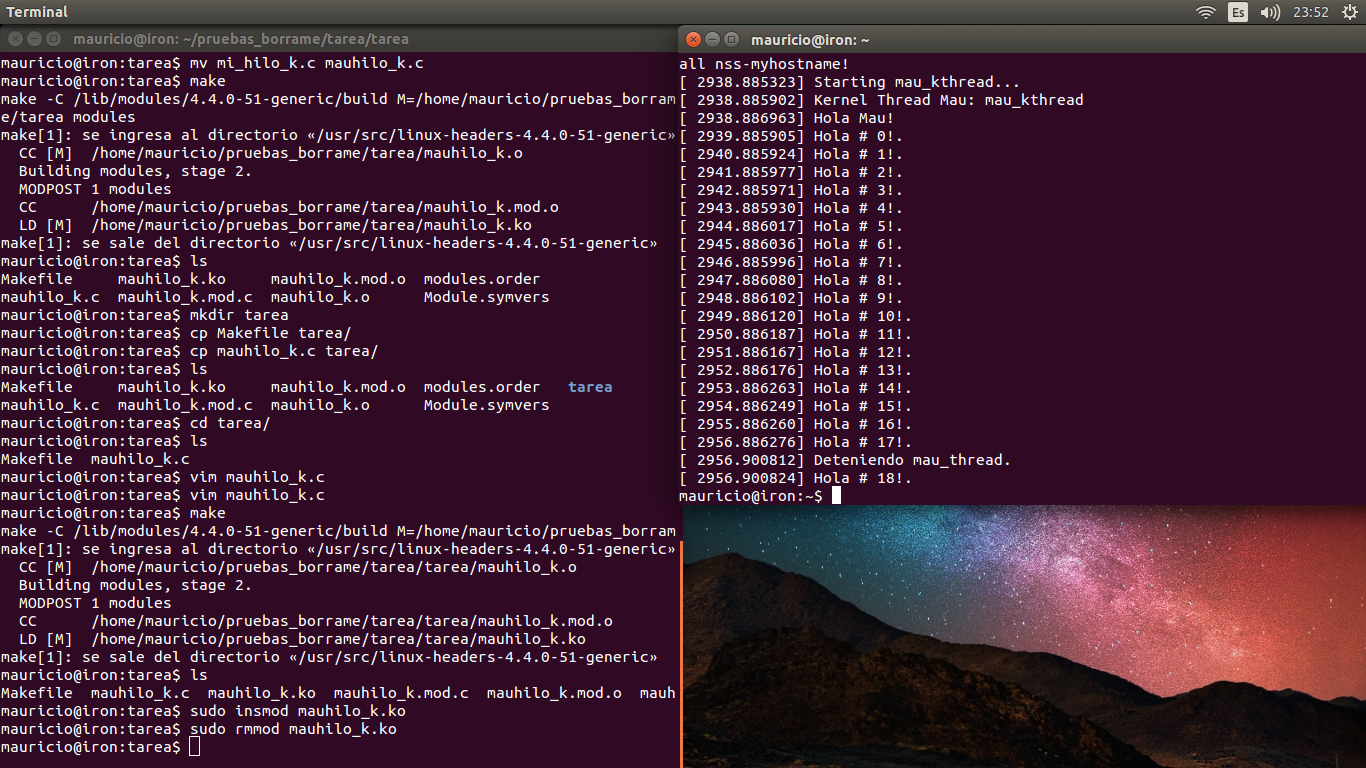 Terminal
Es
23:52
mauricio@iron: ~/pruebas_borrame/tarea/tarea
mauricio@iron:tarea$ mv mi_hilo_k.c mauhilo_k.c
mauricio@iron:tarea$ make
make -C /lib/modules/4.4.0-51-generic/build M=/home/mauricio/pruebas_borram
e/tarea modules
make[1]: se ingresa al directorio «/usr/src/linux-headers-4.4.0-51-generic»
  CC [M]  /home/mauricio/pruebas_borrame/tarea/mauhilo_k.o
  Building modules, stage 2.
  MODPOST 1 modules
  CC      /home/mauricio/pruebas_borrame/tarea/mauhilo_k.mod.o
  LD [M]  /home/mauricio/pruebas_borrame/tarea/mauhilo_k.ko
make[1]: se sale del directorio «/usr/src/linux-headers-4.4.0-51-generic»
mauricio@iron:tarea$ ls
Makefile     mauhilo_k.ko     mauhilo_k.mod.o  modules.order
mauhilo_k.c  mauhilo_k.mod.c  mauhilo_k.o      Module.symvers
mauricio@iron:tarea$ mkdir tarea
mauricio@iron:tarea$ cp Makefile tarea/
mauricio@iron:tarea$ cp mauhilo_k.c tarea/
mauricio@iron:tarea$ ls
Makefile     mauhilo_k.ko     mauhilo_k.mod.o  modules.order   tarea
mauhilo_k.c  mauhilo_k.mod.c  mauhilo_k.o      Module.symvers
mauricio@iron:tarea$ cd tarea/
mauricio@iron:tarea$ ls
Makefile  mauhilo_k.c
mauricio@iron:tarea$ vim mauhilo_k.c
mauricio@iron:tarea$ vim mauhilo_k.c
mauricio@iron:tarea$ make
make -C /lib/modules/4.4.0-51-generic/build M=/home/mauricio/pruebas_borram
make[1]: se ingresa al directorio «/usr/src/linux-headers-4.4.0-51-generic»
  CC [M]  /home/mauricio/pruebas_borrame/tarea/tarea/mauhilo_k.o
  Building modules, stage 2.
  MODPOST 1 modules
  CC      /home/mauricio/pruebas_borrame/tarea/tarea/mauhilo_k.mod.o
  LD [M]  /home/mauricio/pruebas_borrame/tarea/tarea/mauhilo_k.ko
make[1]: se sale del directorio «/usr/src/linux-headers-4.4.0-51-generic»
mauricio@iron:tarea$ ls
Makefile  mauhilo_k.c  mauhilo_k.ko  mauhilo_k.mod.c  mauhilo_k.mod.o  mauh
mauricio@iron:tarea$ sudo insmod mauhilo_k.ko
mauricio@iron:tarea$ sudo rmmod mauhilo_k.ko
mauricio@iron:tarea$
mauricio@iron: ~
all nss-myhostname!
[ 2938.885323] Starting mau_kthread...
[ 2938.885902] Kernel Thread Mau: mau_kthread
[ 2938.886963] Hola Mau!
[ 2939.885905] Hola # 0!.
[ 2940.885924] Hola # 1!.
[ 2941.885977] Hola # 2!.
[ 2942.885971] Hola # 3!.
[ 2943.885930] Hola # 4!.
[ 2944.886017] Hola # 5!.
[ 2945.886036] Hola # 6!.
[ 2946.885996] Hola # 7!.
[ 2947.886080] Hola # 8!.
[ 2948.886102] Hola # 9!.
[ 2949.886120] Hola # 10!.
[ 2950.886187] Hola # 11!.
[ 2951.886167] Hola # 12!.
[ 2952.886176] Hola # 13!.
[ 2953.886263] Hola # 14!.
[ 2954.886249] Hola # 15!.
[ 2955.886260] Hola # 16!.
[ 2956.886276] Hola # 17!.
[ 2956.900812] Deteniendo mau_thread.
[ 2956.900824] Hola # 18!.
mauricio@iron:~$